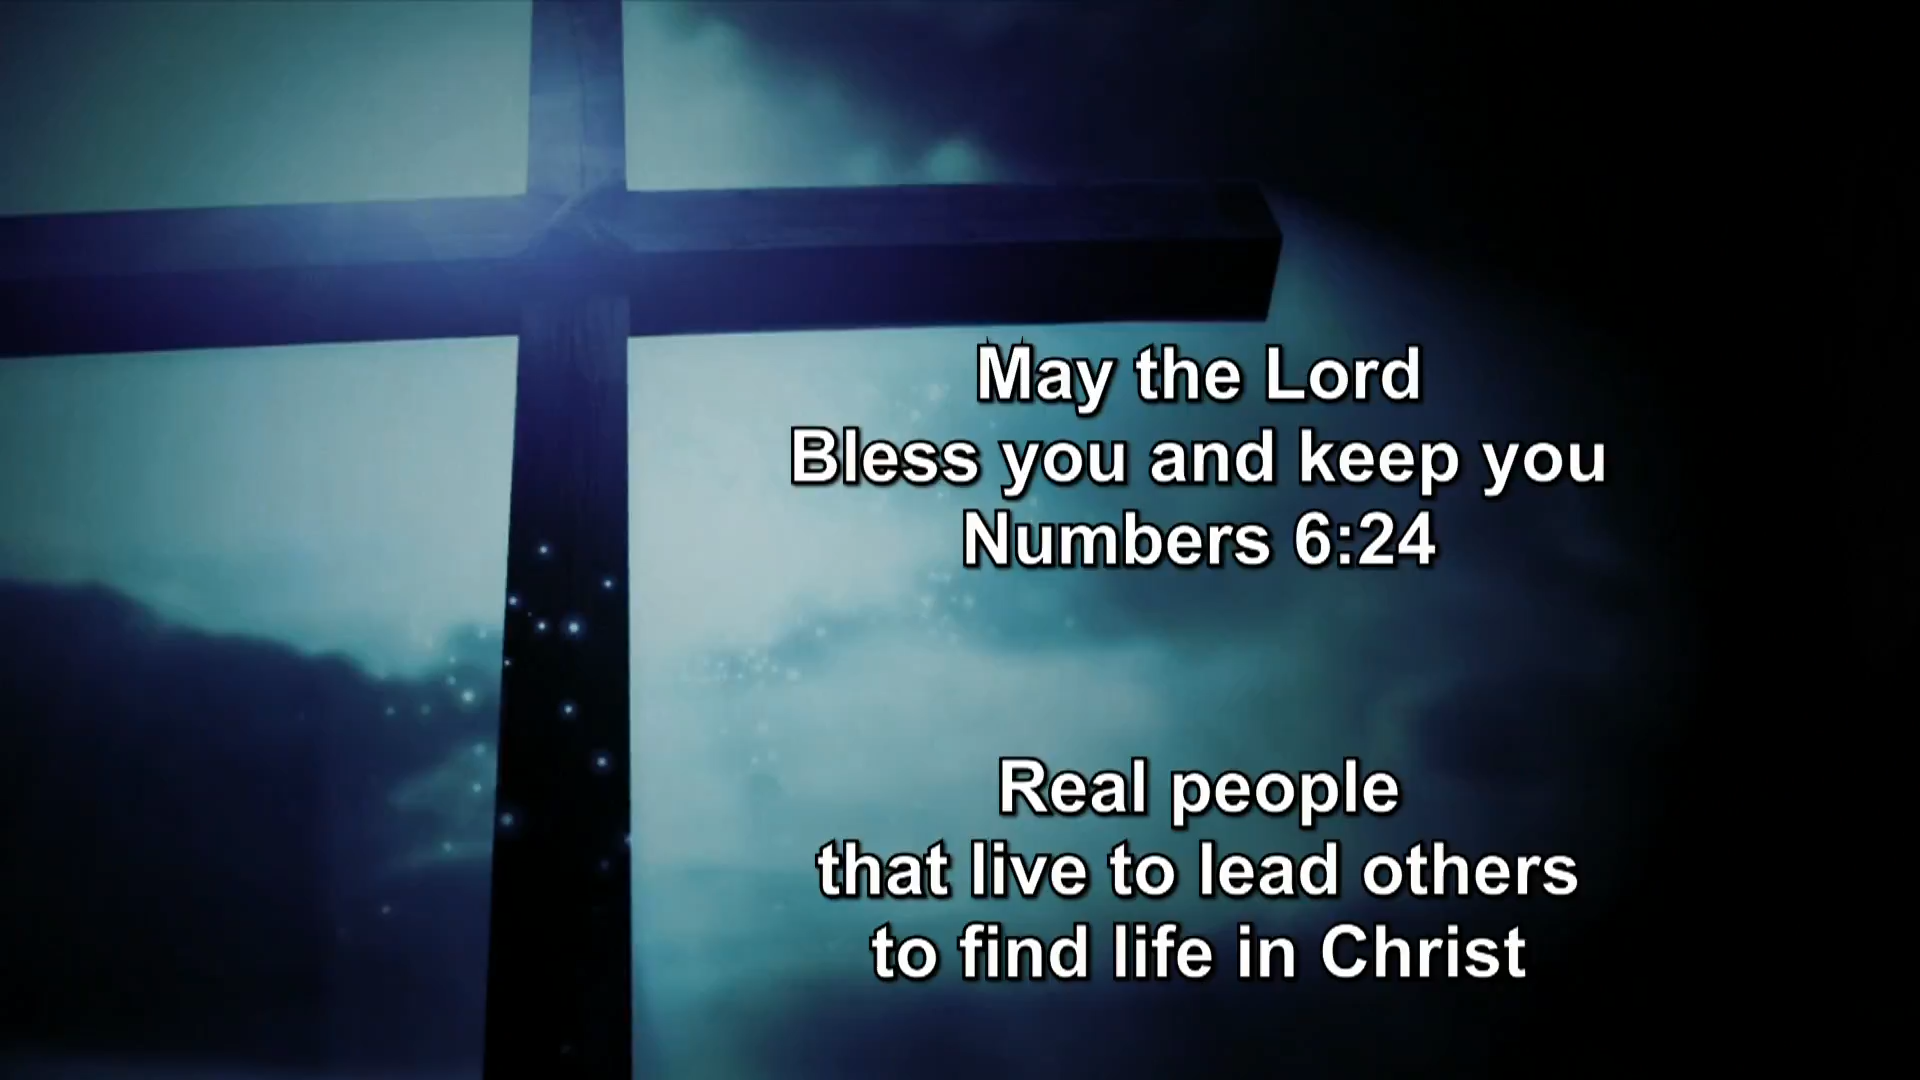 May the Lord
Bless you and keep you
Numbers 6:24
Real people
that live to lead others
to find life in Christ